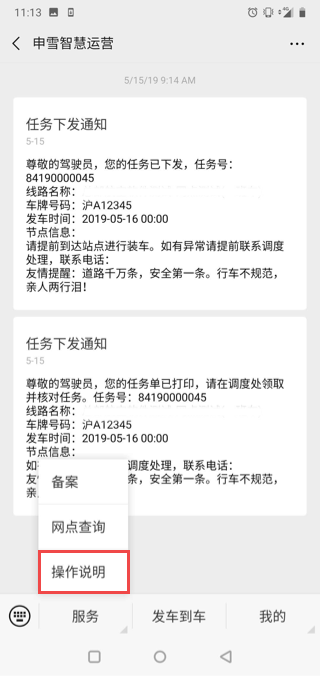 11:13
申雪智慧运营
5/15/19 9:14 AM
任务下发通知
5-15
尊敬的驾驶员，您的任务已下发，任务号：
84190000045
线路名称：
车牌号码：沪A12345
发车时间：2019-05-16 00:00
节点信息：
请提前到达站点进行装车。如有异常请提前联系调度
处理，联系电话：
友情提醒：道路千万条，安全第一条。行车不规范，
亲人两行泪！
任务下发通知
5-15
尊敬的驾驶员，您的任务单已打印，请在调度处领取
并核对任务。任务号：84190000045
线路名称：
车牌号码：沪A12345
发车时间：2019-05-16 00:00
节点信息：
如 调度处理，联系电话：
友 条，安全第一条。行车不规范，
亲
备案
网点查询
操作说明
服务 发车到车 我的